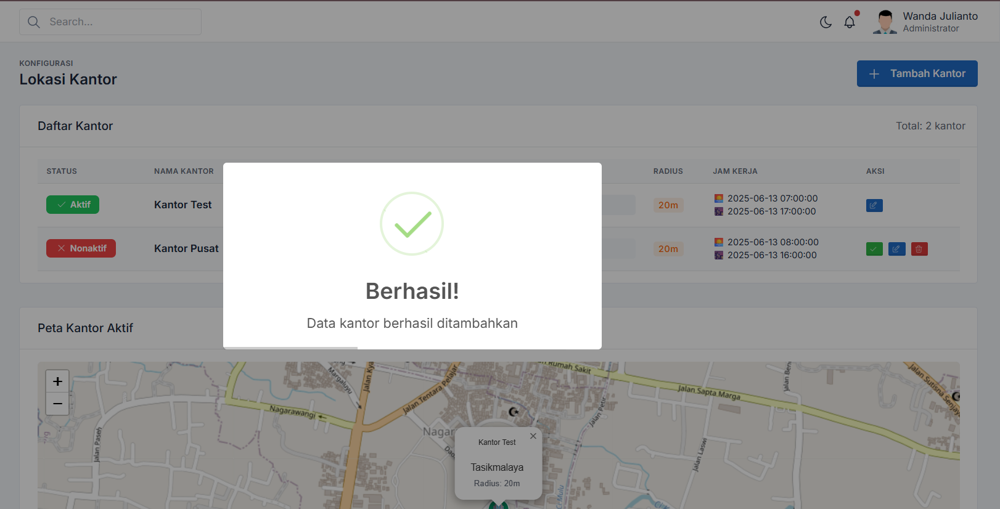 Search...
Wanda Julianto
Administrator
KONFIGURASI
Lokasi Kantor
Tambah Kantor
Daftar Kantor
Total: 2 kantor
STATUS NAMA KANTOR RADIUS JAM KERJA AKSI
Aktif Kantor Test 20m 2025-06-13 07:00:00
2025-06-13 17:00:00
Nonaktif Kantor Pusat 20m 2025-06-13 08:00:00
2025-06-13 16:00:00
Berhasil!
Data kantor berhasil ditambahkan
Peta Kantor Aktif
+
−
Margaluyu
Jalan Kya
Jalan Tentara Pelajar
Rumah Sakit
Jalan Sapta Marga
Jalan Ben
Jalan Sutisna Senjay
Nagarawangi
Jalan Petir
Jalan Paseh
Nagar
Jalan Laswi
Kantor Test
Tasikmalaya
Radius: 20m